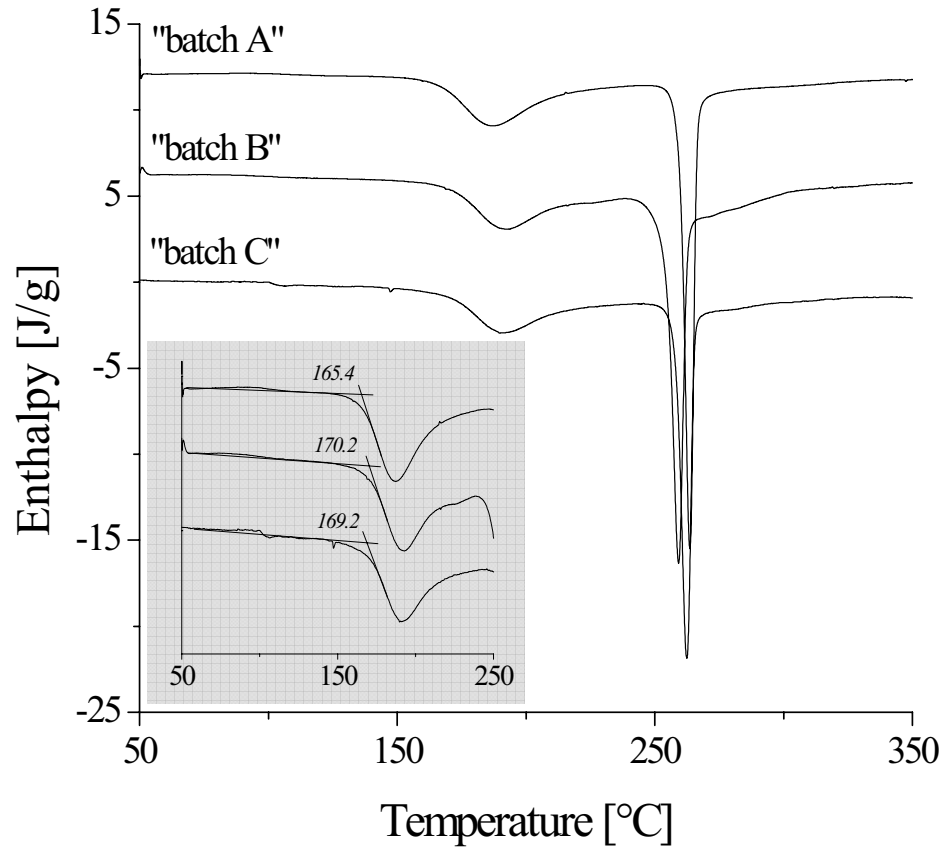 15
"batch A"
"batch B"
5
"batch C"
Enthalpy [J/g]
-5
165.4
170.2
-15
169.2
50 150 250
-25
50 150 250 350
Temperature [°C]